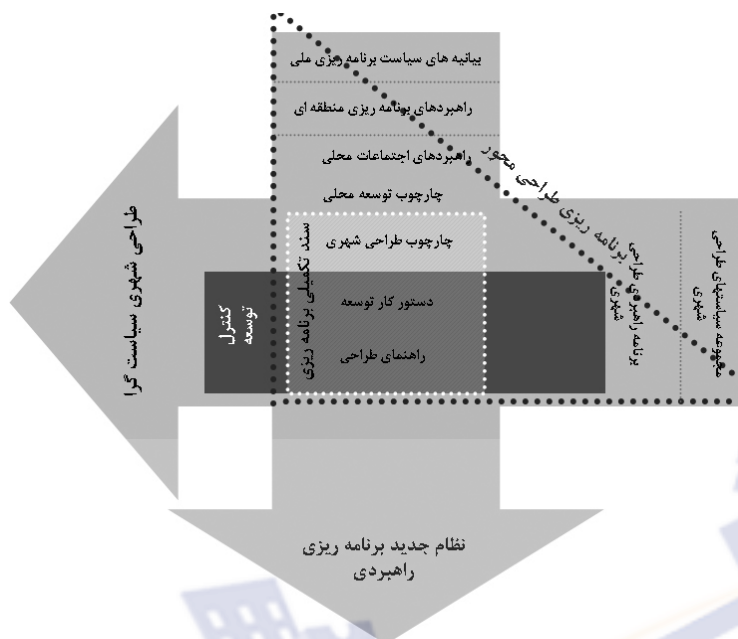 بیانیه های سیاست برنامه ریزی ملی
راهبردهای برنامه ریزی منطقه ای
راهبردهای اجتماعات محلی
چارچوب توسعه محلی
چارچوب طراحی شهری
دستور کار توسعه
راهنمای طراحی
سند تکمیلی برنامه ریزی
برنامه ریزی طراحی محور
مجموعه سیاستهای طراحی
شهری
برنامه راهبردی طراحی
شهری
کنترل
توسعه
طراحی شهری سیاست گرا
نظام جدید برنامه ریزی
راهبردی